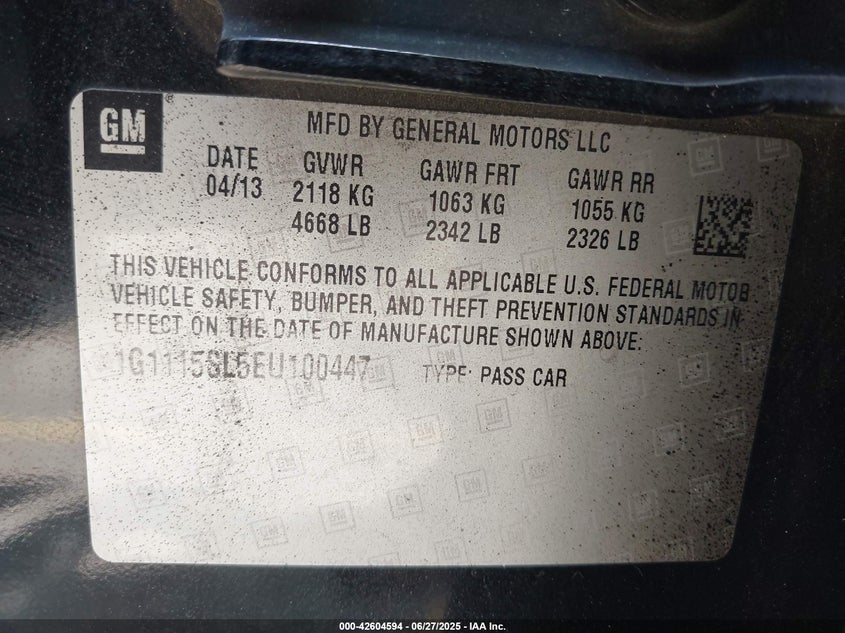 GM
MFD BY GENERAL MOTORS LLC
DATE GVWR GAWR FRT GAWR RR
04/13 2118 KG 1063 KG 1055 KG
4668 LB 2342 LB 2326 LB
THIS VEHICLE CONFORMS TO ALL APPLICABLE U.S. FEDERAL MOTOR
VEHICLE SAFETY, BUMPER, AND THEFT PREVENTION STANDARDS IN
EFFECT ON THE DATE OF MANUFACTURE SHOWN ABOVE:
1G1115SL5EU100447 TYPE: PASS CAR
000-42604594 - 06/27/2025 - IAA Inc.